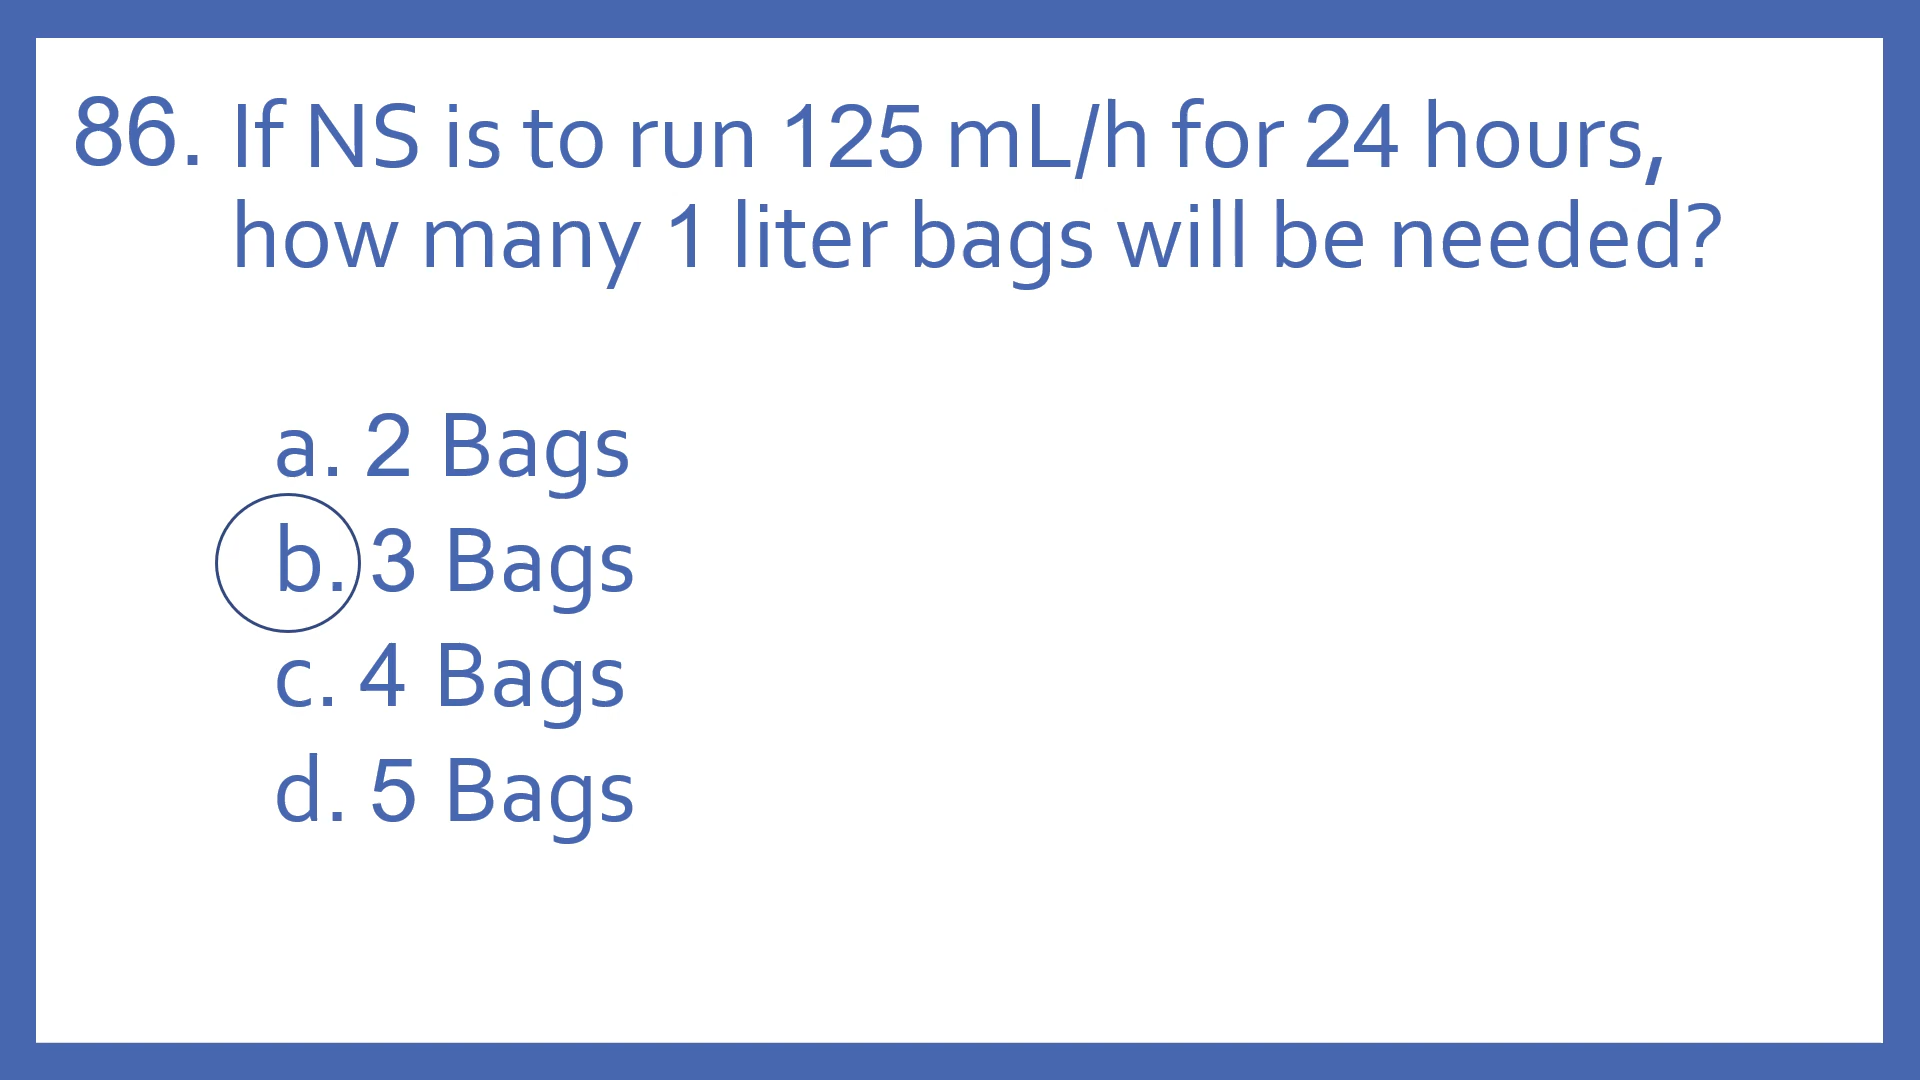 86. If NS is to run 125 mL/h for 24 hours,
how many 1 liter bags will be needed?
a. 2 Bags
b. 3 Bags
c. 4 Bags
d. 5 Bags